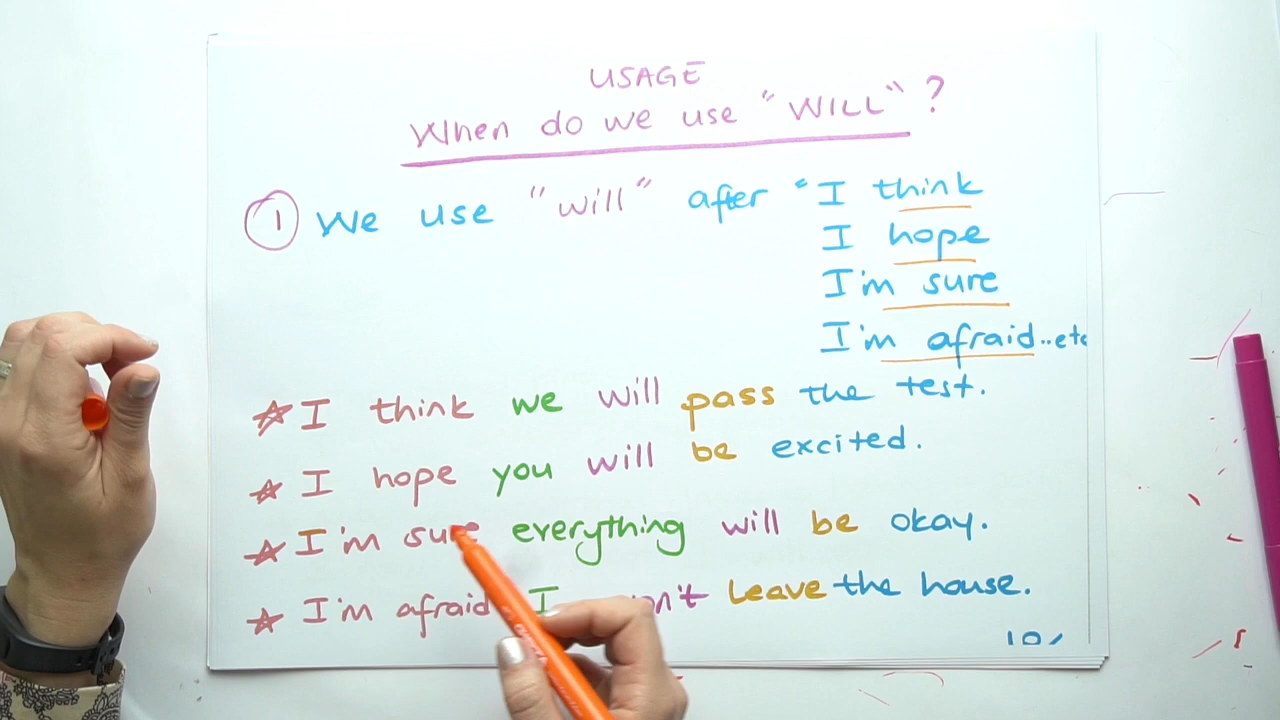 USAGE
When do we use "WILL"?
① We use "will" after "I think
I hope
I'm sure
I'm afraid..etc
☆ I think we will pass the test.
☆ I hope you will be excited.
☆ I'm sure everything will be okay.
☆ I'm afraid I won't leave the house.